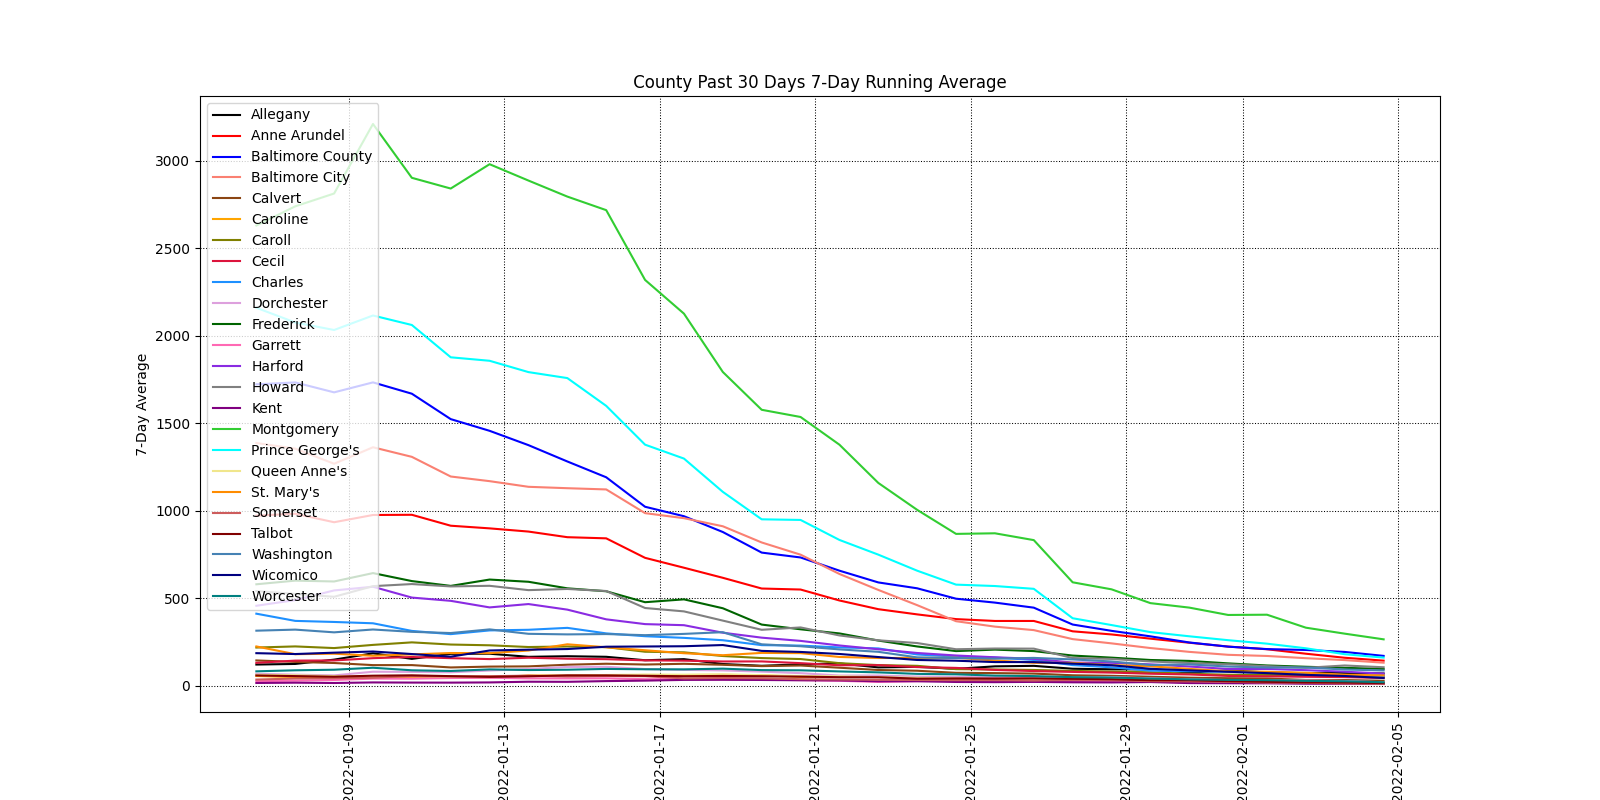 County Past 30 Days 7-Day Running Average
Allegany
Anne Arundel
Baltimore County
Baltimore City
Calvert
Caroline
Caroll
Cecil
Charles
Dorchester
Frederick
Garrett
Harford
Howard
Kent
Montgomery
Prince George's
Queen Anne's
St. Mary's
Somerset
Talbot
Washington
Wicomico
Worcester
7-Day Average
3000
2500
2000
1500
1000
500
0
2022-01-09
2022-01-13
2022-01-17
2022-01-21
2022-01-25
2022-01-29
2022-02-01
2022-02-05